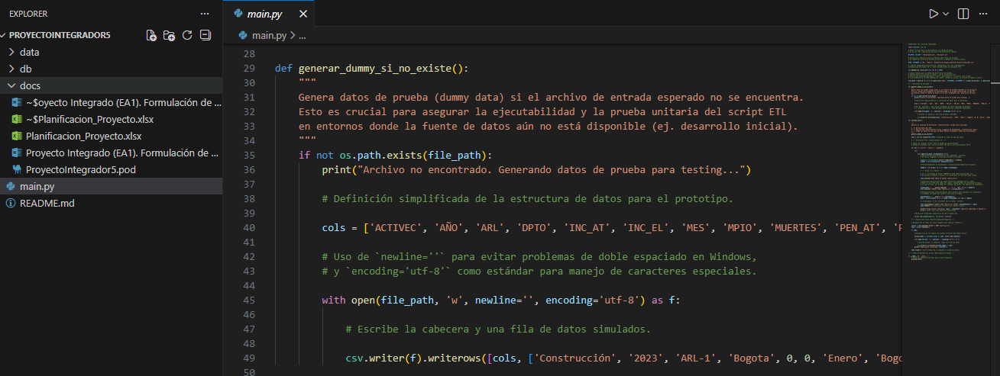 EXPLORER
PROYECTOINTEGRADOR5
data
db
docs
~$oyecto Integrado (EA1). Formulación de ...
~$Planificacion_Proyecto.xlsx
Planificacion_Proyecto.xlsx
Proyecto Integrado (EA1). Formulación de ...
ProyectoIntegrador5.pod
main.py
README.md
main.py
main.py > ...
28
29 def generar_dummy_si_no_existe():
30 """
31 Genera datos de prueba (dummy data) si el archivo de entrada esperado no se encuentra.
32 Esto es crucial para asegurar la ejecutabilidad y la prueba unitaria del script ETL
33 en entornos donde la fuente de datos aún no está disponible (ej. desarrollo inicial).
34 """
35 if not os.path.exists(file_path):
36 print("Archivo no encontrado. Generando datos de prueba para testing...")
37
38 # Definición simplificada de la estructura de datos para el prototipo.
39
40 cols = ['ACTIVEC', 'AÑO', 'ARL', 'DPTO', 'INC_AT', 'INC_EL', 'MES', 'MPIO', 'MUERTES', 'PEN_AT', '
41
42 # Uso de `newline=''` para evitar problemas de doble espaciado en Windows,
43 # y `encoding='utf-8'` como estándar para manejo de caracteres especiales.
44
45 with open(file_path, 'w', newline='', encoding='utf-8') as f:
46
47 # Escribe la cabecera y una fila de datos simulados.
48
49 csv.writer(f).writerows([cols, ['Construcción', '2023', 'ARL-1', 'Bogota', 0, 0, 'Enero', 'Bogo
50